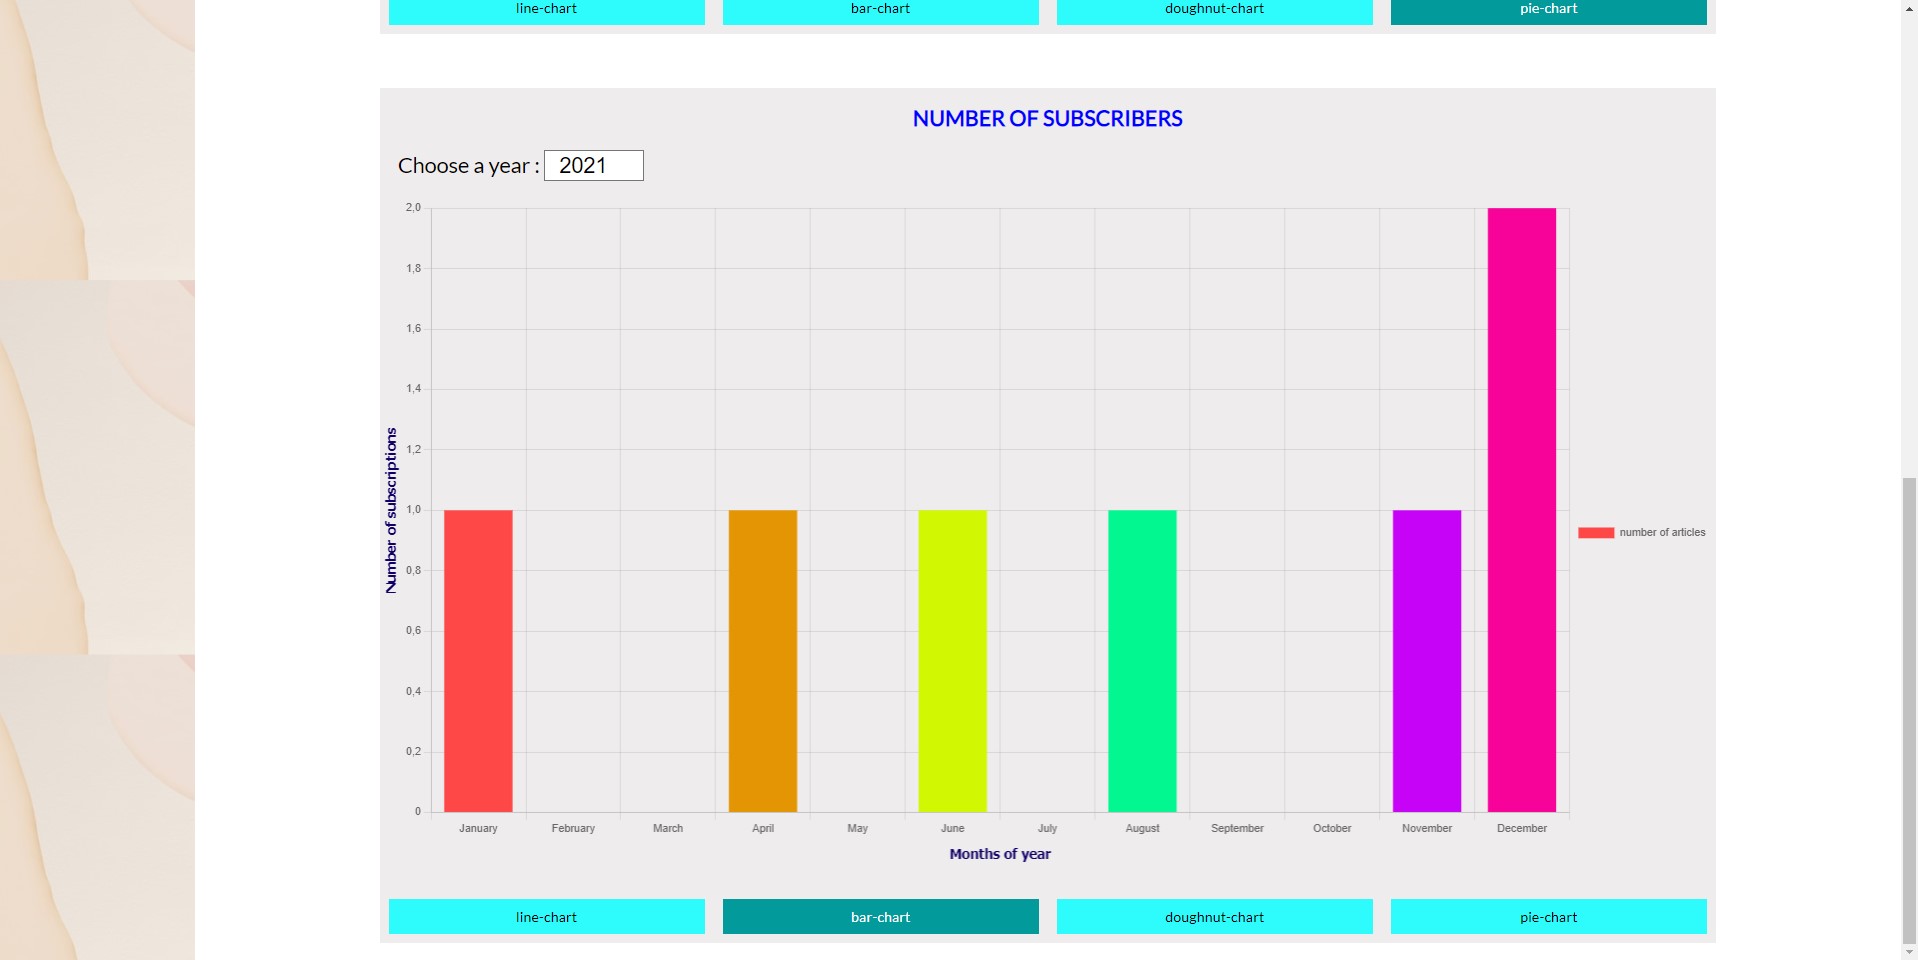 line-chart bar-chart doughnut-chart pie-chart
NUMBER OF SUBSCRIBERS
Choose a year : 2021
2,0
1,8
1,6
1,4
1,2
1,0
0,8
0,6
0,4
0,2
0
Number of subscriptions
number of articles
January February March April May June July August September October November December
Months of year
line-chart bar-chart doughnut-chart pie-chart